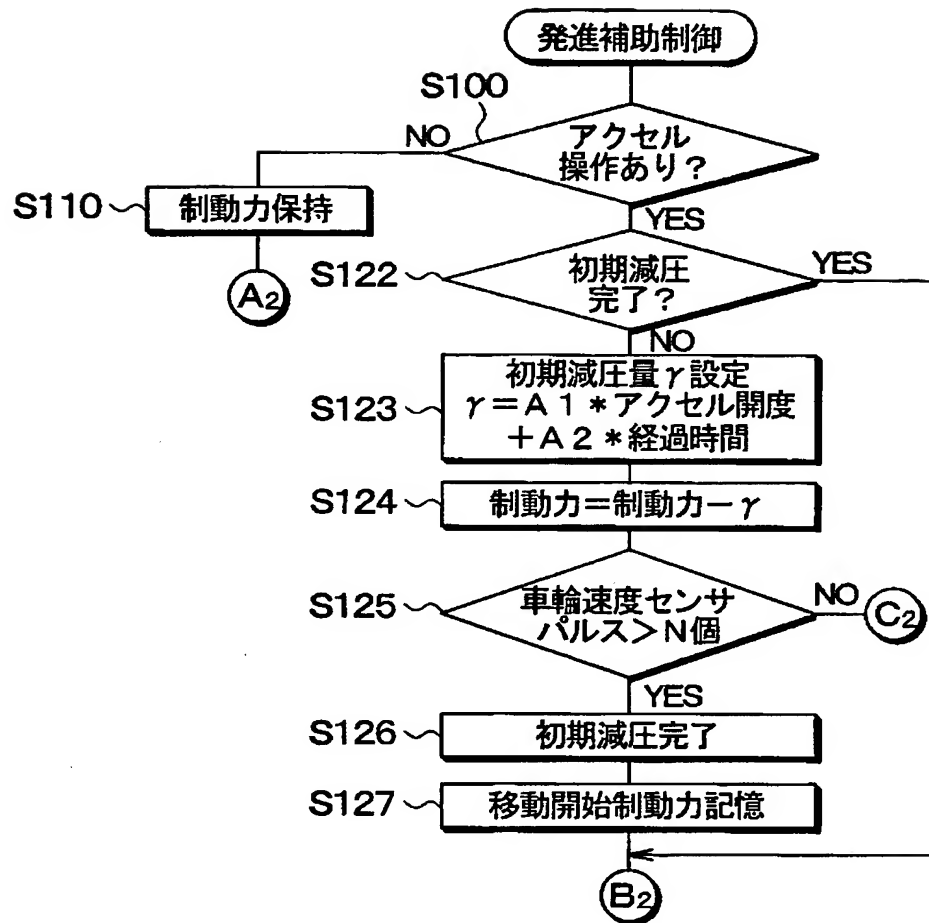 発進補助制御
S100
NO
アクセル
操作あり?
S110
制動力保持
YES
A2
S122
初期減圧
完了?
YES
NO
S123
初期減圧量γ設定
γ=A1*アクセル開度
+A2*経過時間
S124
制動力=制動力-γ
S125
車輪速度センサ
パルス>N個
NO
C2
YES
S126
初期減圧完了
S127
移動開始制動力記憶
B2